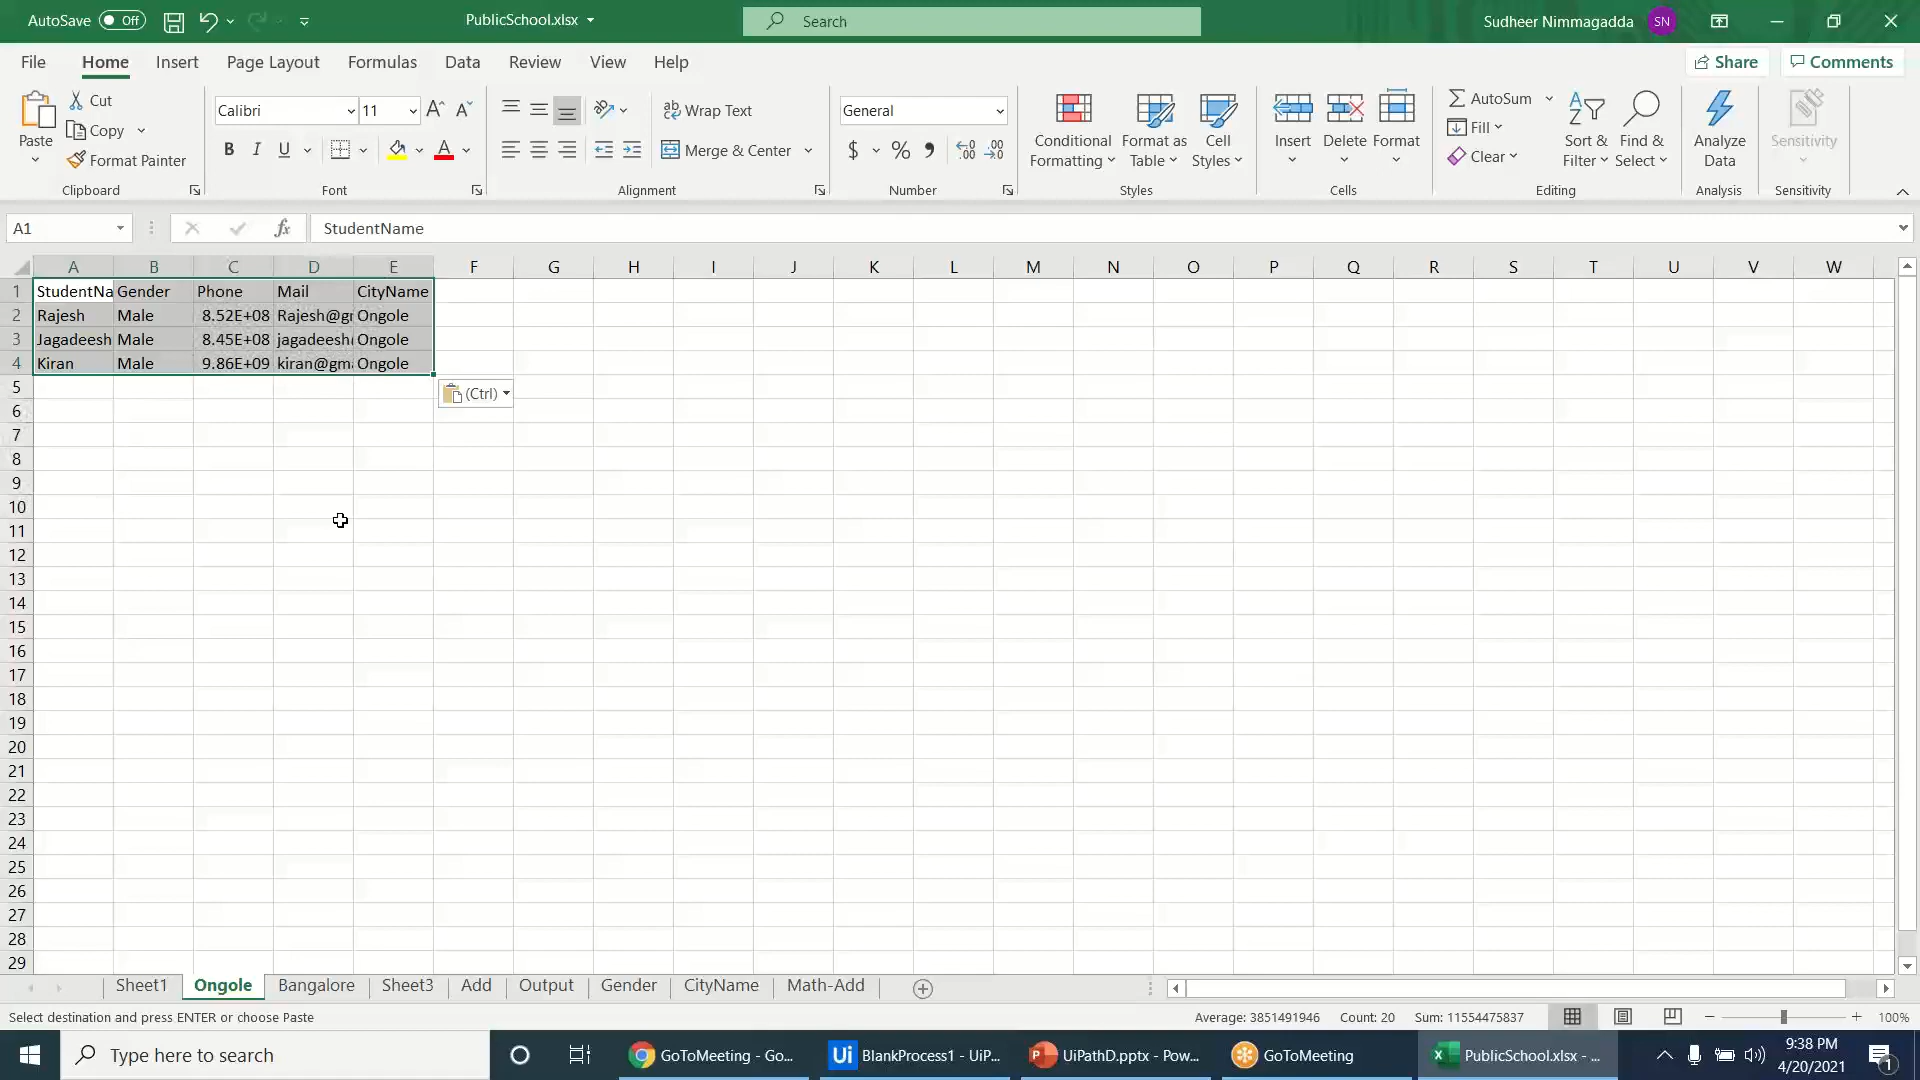 AutoSave Off PublicSchool.xlsx Search Sudheer Nimmagadda SN
File Home Insert Page Layout Formulas Data Review View Help Share Comments
Paste Cut Copy Format Painter Clipboard
Calibri 11 B I U A Font
Wrap Text Merge & Center Alignment
General $ % Number
Conditional Formatting Format as Table Cell Styles Styles
Insert Delete Format Cells
AutoSum Fill Clear Sort & Filter Find & Select Editing
Analyze Data Analysis
Sensitivity Sensitivity
A1 fx StudentName
A B C D E F G H I J K L M N O P Q R S T U V W
1 StudentNa Gender Phone Mail CityName
2 Rajesh Male 8.52E+08 Rajesh@gr Ongole
3 Jagadeesh Male 8.45E+08 jagadeesh Ongole
4 Kiran Male 9.86E+09 kiran@gm Ongole
5 (Ctrl)
6
7
8
9
10
11
12
13
14
15
16
17
18
19
20
21
22
23
24
25
26
27
28
29
Sheet1 Ongole Bangalore Sheet3 Add Output Gender CityName Math-Add
Select destination and press ENTER or choose Paste Average: 3851491946 Count: 20 Sum: 11554475837 100%
Type here to search GoToMeeting - Go... BlankProcess1 - UiP... UiPathD.pptx - Pow... GoToMeeting PublicSchool.xlsx - ... 9:38 PM
4/20/2021 1